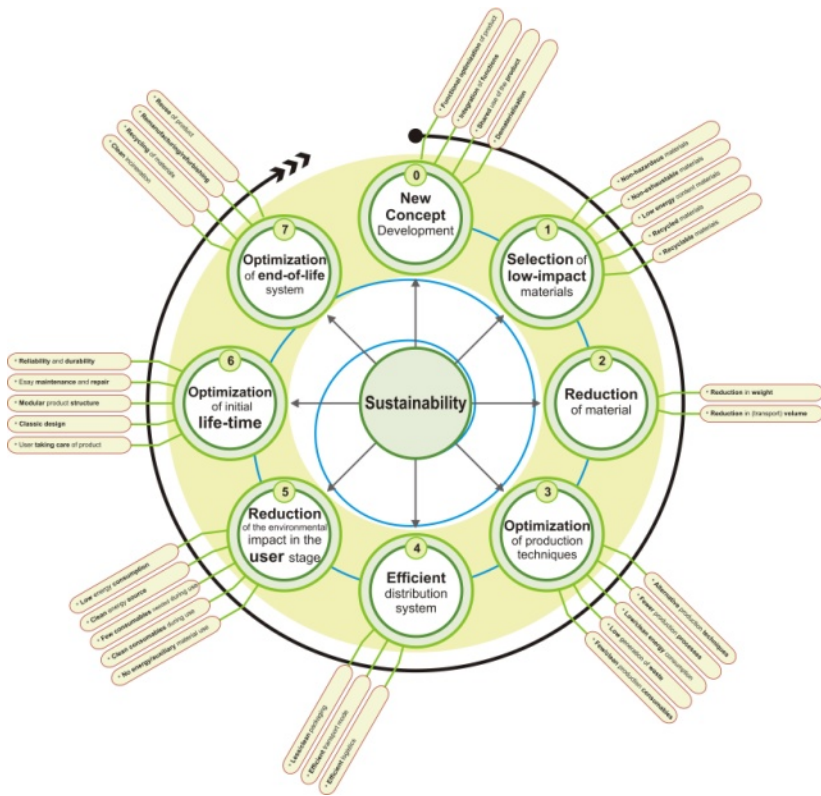 Sustainability
0
New
Concept
Development
• Functional optimization of product
• Integration of functions
• Shared use of the product
• Dematerialisation
1
Selection of
low-impact
materials
• Non-hazardous materials
• Non-exhaustable materials
• Low energy content materials
• Recycled materials
• Recyclable materials
2
Reduction
of material
• Reduction in weight
• Reduction in (transport) volume
3
Optimization
of production
techniques
• Alternative production techniques
• Fewer production processes
• Low/clean energy consumption
• Low generation of waste
• Few/clean production consumables
4
Efficient
distribution
system
• Less/clean packaging
• Efficient transport mode
• Efficient logistics
5
Reduction
of the environmental
impact in the
user stage
• Low energy consumption
• Clean energy source
• Few consumables needed during use
• Clean consumables during use
• No energy/auxiliary material use
6
Optimization
of initial
life-time
• Reliability and durability
• Esay maintenance and repair
• Modular product structure
• Classic design
• User taking care of product
7
Optimization
of end-of-life
system
• Reuse of product
• Remenufacturing/refurbishing
• Recycling of materials
• Clean incineration